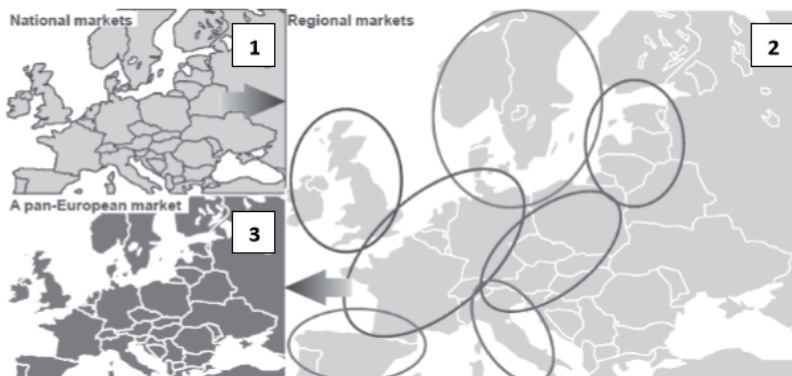 National markets
1
Regional markets
2
A pan-European market
3